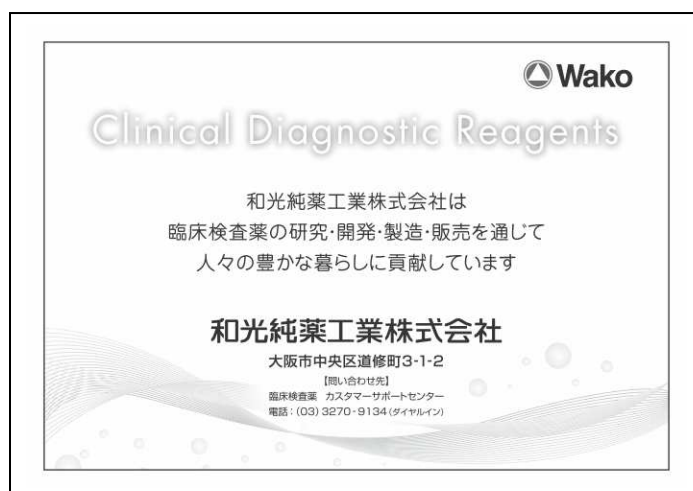 Wako
Clinical Diagnostic Reagents
和光純薬工業株式会社は
臨床検査薬の研究・開発・製造・販売を通じて
人々の豊かな暮らしに貢献しています
和光純薬工業株式会社
大阪市中央区道修町3-1-2
【問い合わせ先】
臨床検査薬 カスタマーサポートセンター
電話：(03) 3270-9134(ダイヤルイン)